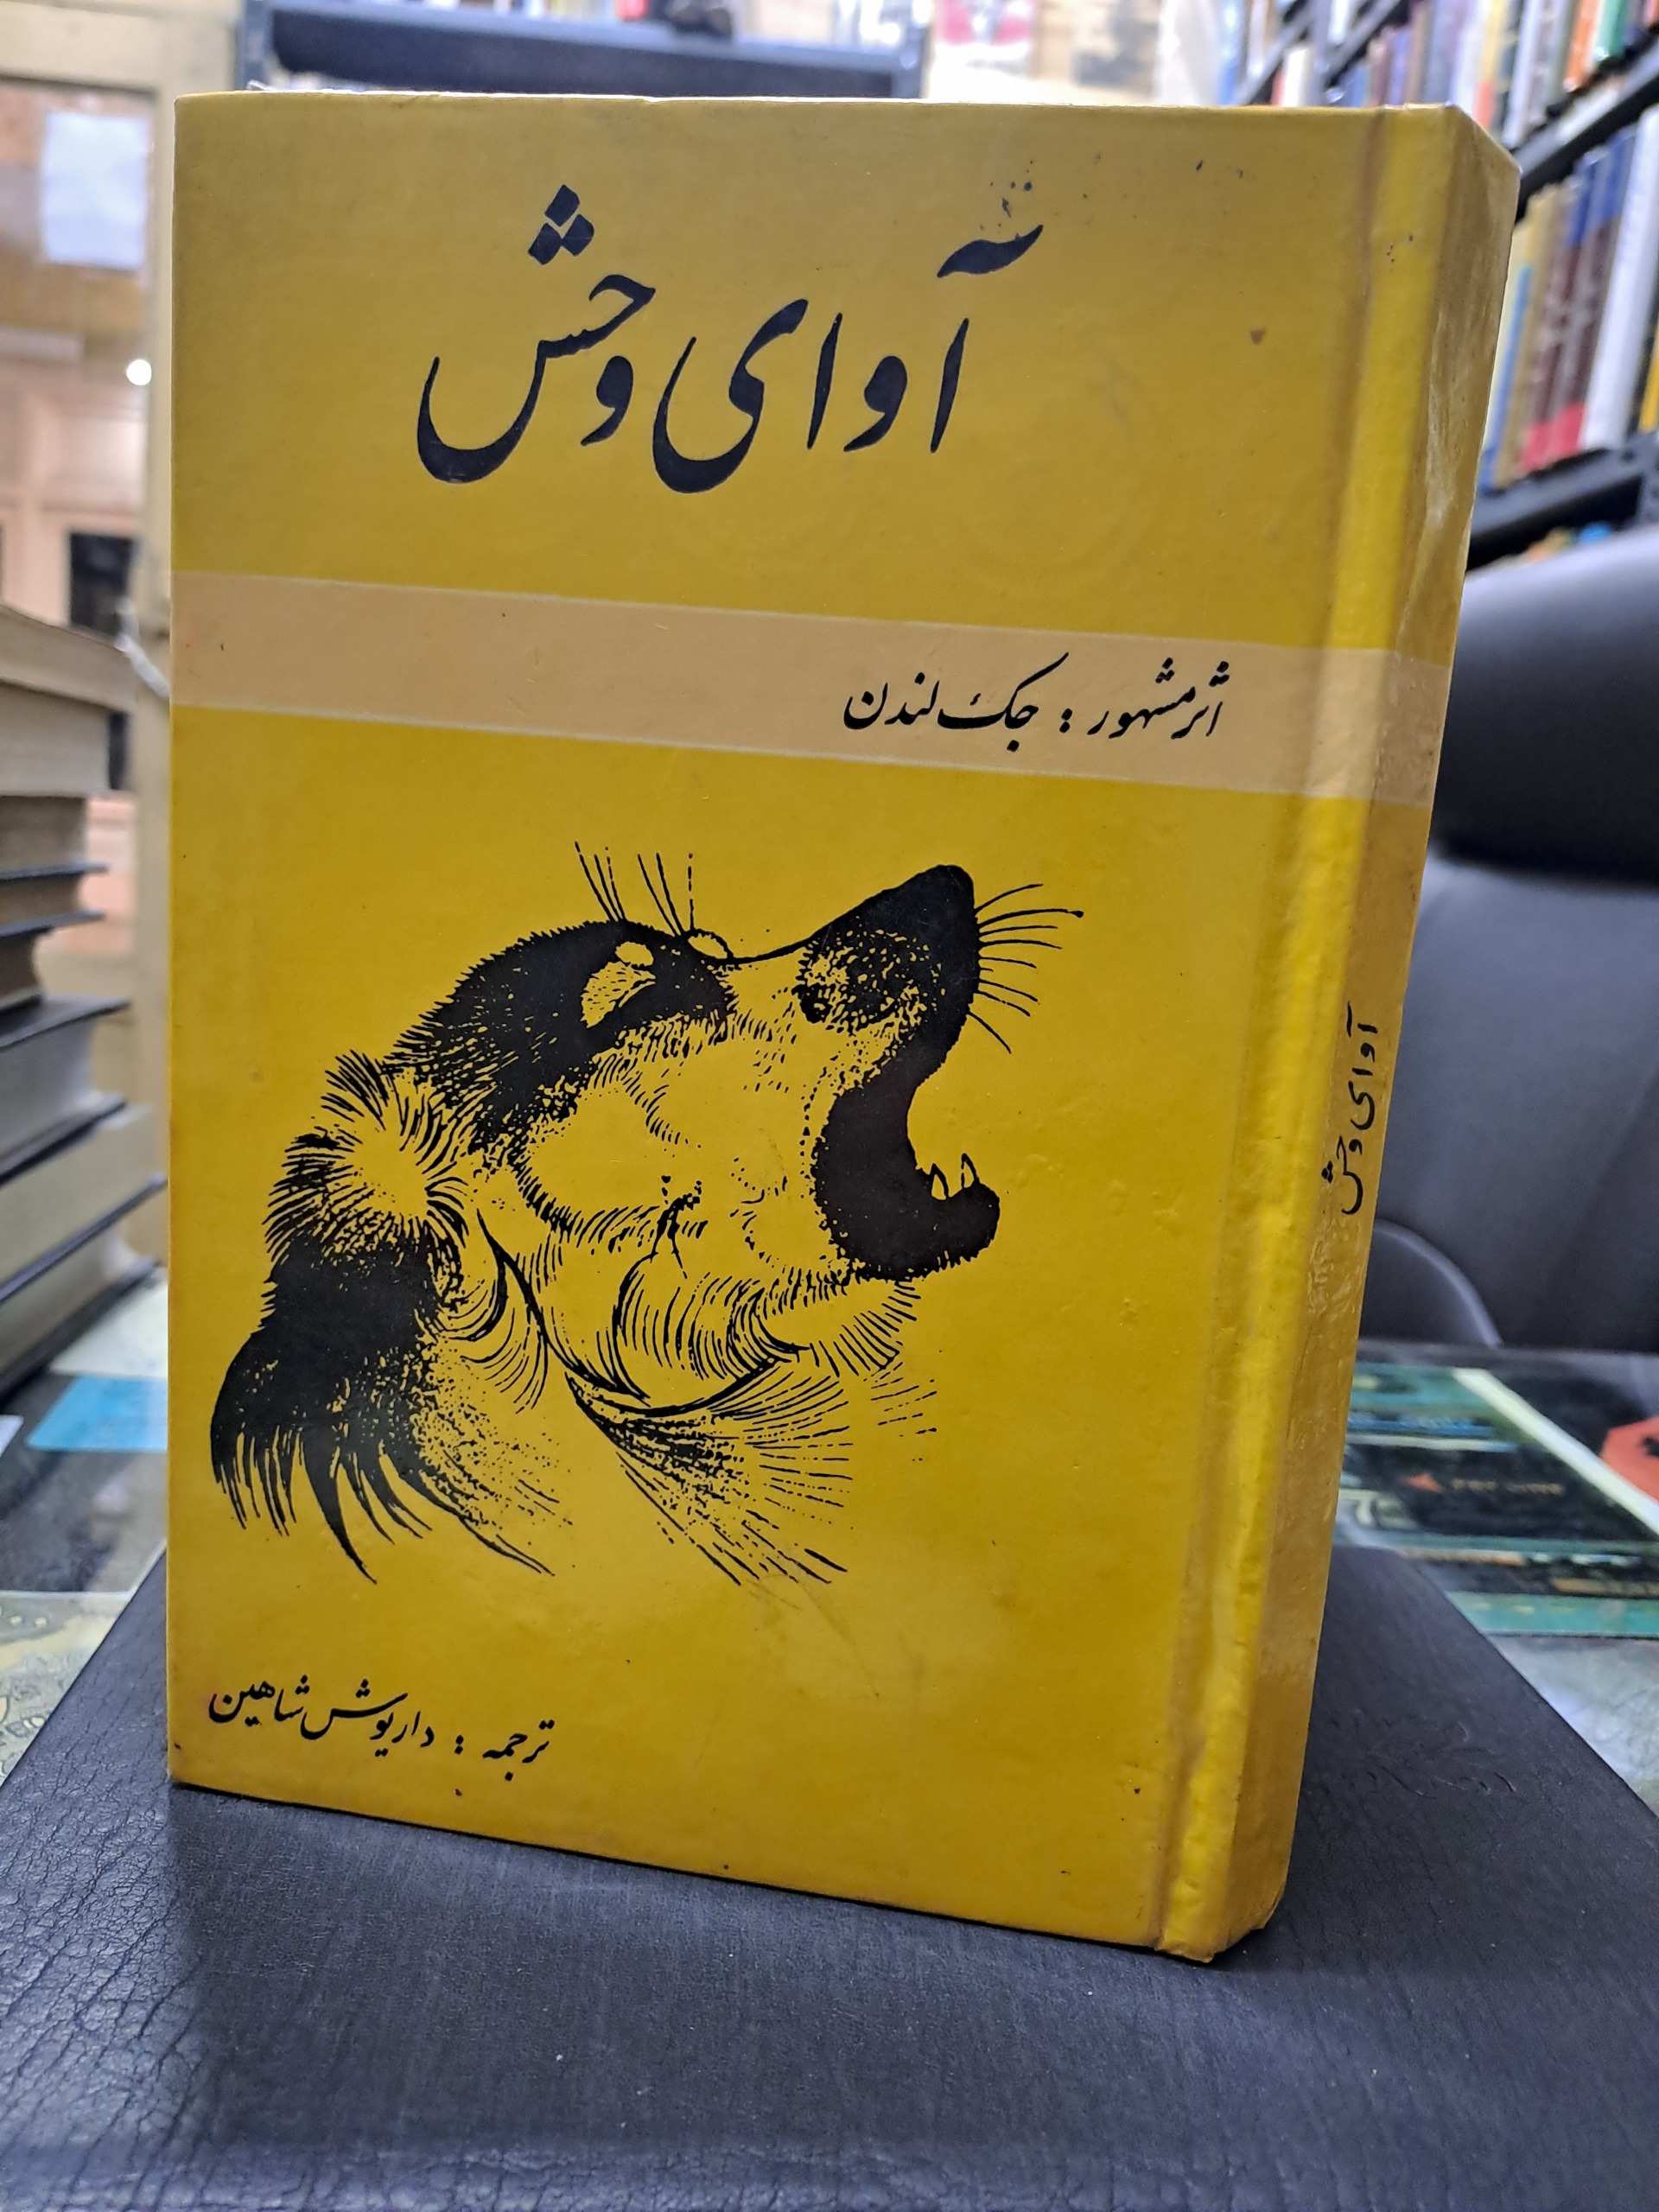 آوای وحش
اثر مشهور : جک لندن
ترجمه : داریوش شاهین
آوای وحش